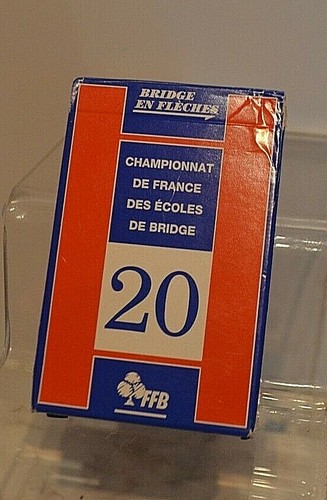 BRIDGE
EN FLÈCHES
CHAMPIONNAT
DE FRANCE
DES ÉCOLES
DE BRIDGE
20
FFB